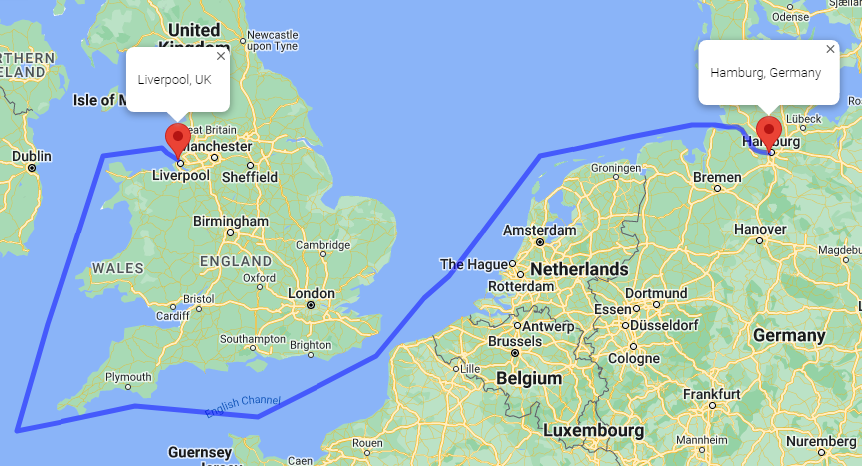 United
Kingdom
Newcastle
upon Tyne
Odense
Liverpool, UK
Hamburg, Germany
Isle of M
Great Britain
Manchester
Lübeck
Hamburg
Dublin
Liverpool
Sheffield
Groningen
Bremen
Birmingham
Amsterdam
Hanover
Cambridge
WALES
ENGLAND
The Hague
Netherlands
Oxford
Rotterdam
London
Dortmund
Bristol
Cardiff
Essen
Antwerp
Düsseldorf
Southampton
Brighton
Brussels
Germany
Cologne
Lille
Plymouth
Belgium
English Channel
Frankfurt
Luxembourg
Mannheim
Nuremberg
Rouen
Guernsey
Caen